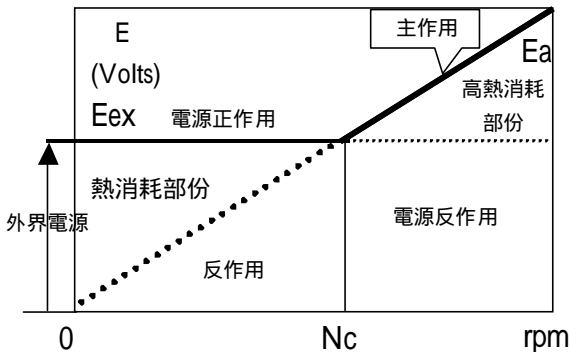 E
(Volts)
Eex
電源正作用
主作用
Ea
高熱消耗
部份
熱消耗部份
外界電源
電源反作用
反作用
0
Nc
rpm